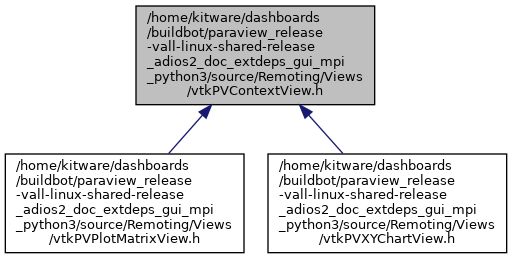 /home/kitware/dashboards
/buildbot/paraview_release
-vall-linux-shared-release
_adios2_doc_extdeps_gui_mpi
_python3/source/Remoting/Views
/vtkPVContextView.h
/home/kitware/dashboards
/buildbot/paraview_release
-vall-linux-shared-release
_adios2_doc_extdeps_gui_mpi
_python3/source/Remoting/Views
/vtkPVPlotMatrixView.h
/home/kitware/dashboards
/buildbot/paraview_release
-vall-linux-shared-release
_adios2_doc_extdeps_gui_mpi
_python3/source/Remoting/Views
/vtkPVXYChartView.h